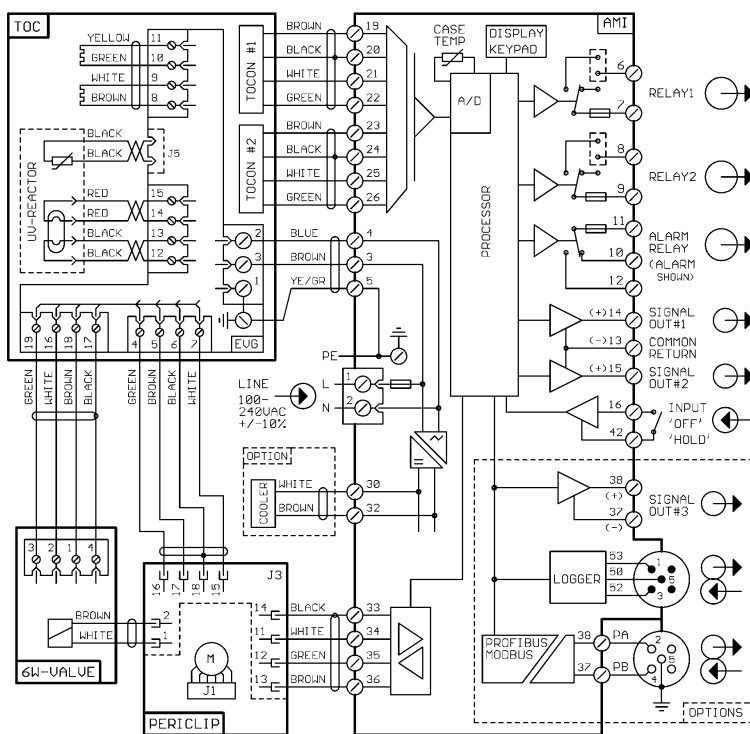 TOC
YELLOW 11
GREEN 10
WHITE 9
BROWN 8
BLACK
BLACK
J5
UV-REACTOR
RED 15
RED 14
BLACK 13
BLACK 12
TOCON #1
TOCON #2
BROWN 19
BLACK 20
WHITE 21
GREEN 22
BROWN 23
BLACK 24
WHITE 25
GREEN 26
2 BLUE 4
3 BROWN 3
1 YE/GR 5
EVG
19 16 18 17
4 5 6 7
GREEN
WHITE
BROWN
BLACK
GREEN
BROWN
BLACK
WHITE
AMI
CASE
TEMP
DISPLAY
KEYPAD
A/D
PROCESSOR
6
7
RELAY1
8
9
RELAY2
11
10
12
ALARM
RELAY
(ALARM
SHOWN)
(+)14 SIGNAL
OUT#1
(-)13 COMMON
RETURN
(+)15 SIGNAL
OUT#2
16
42
INPUT
'OFF'
'HOLD'
PE
L 1
N 2
LINE
100-
240VAC
+/-10%
OPTION
COOLER
WHITE 30
BROWN 32
38
(+)
37
(-)
SIGNAL
OUT#3
LOGGER
53
50
52
1
5
3
PROFIBUS
MODBUS
38 PA
37 PB
2
5
4
OPTIONS
3 2 1 4
6W-VALVE
BROWN 2
WHITE 1
16 17 18 15
J3
14 BLACK 33
11 WHITE 34
12 GREEN 35
13 BROWN 36
M
J1
PERICLIP